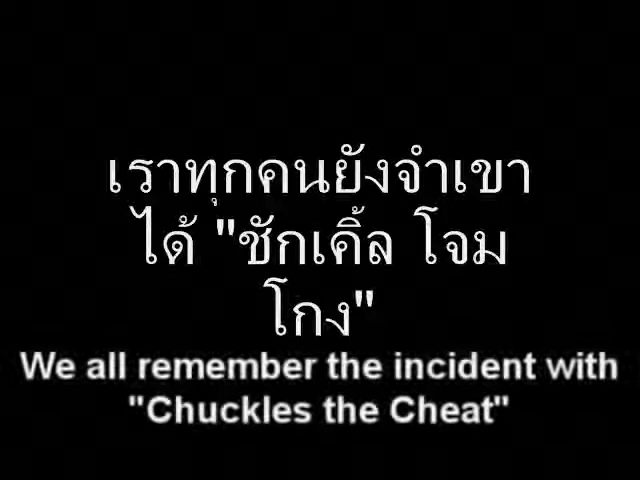 เราทุกคนยังจำเขา
ได้ "ชักเคิ้ล โจม
โกง"
We all remember the incident with
"Chuckles the Cheat"